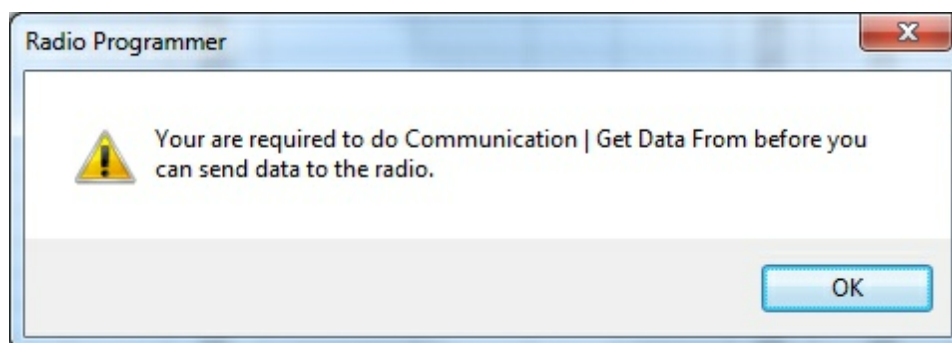 Radio Programmer
Your are required to do Communication | Get Data From before you
can send data to the radio.
OK